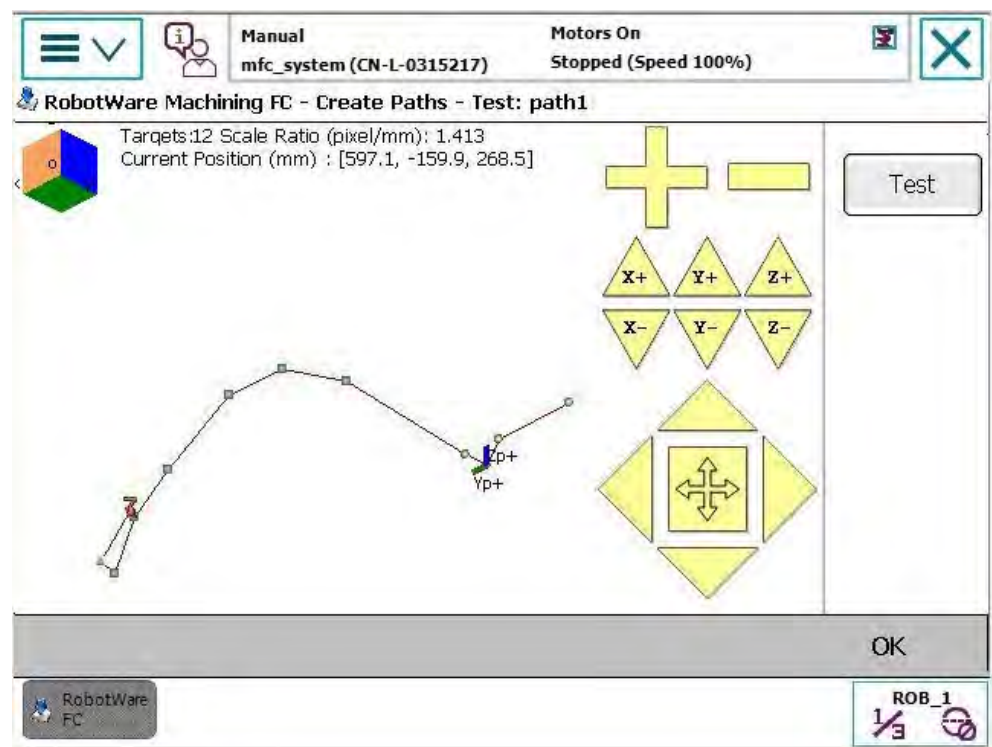 Manual
mfc_system (CN-L-0315217)
Motors On
Stopped (Speed 100%)
RobotWare Machining FC - Create Paths - Test: path1
Targets:12 Scale Ratio (pixel/mm): 1.413
Current Position (mm) : [597.1, -159.9, 268.5]
Test
X+
Y+
Z+
X-
Y-
Z-
Zp+
Yp+
OK
RobotWare
FC
ROB_1
1/3